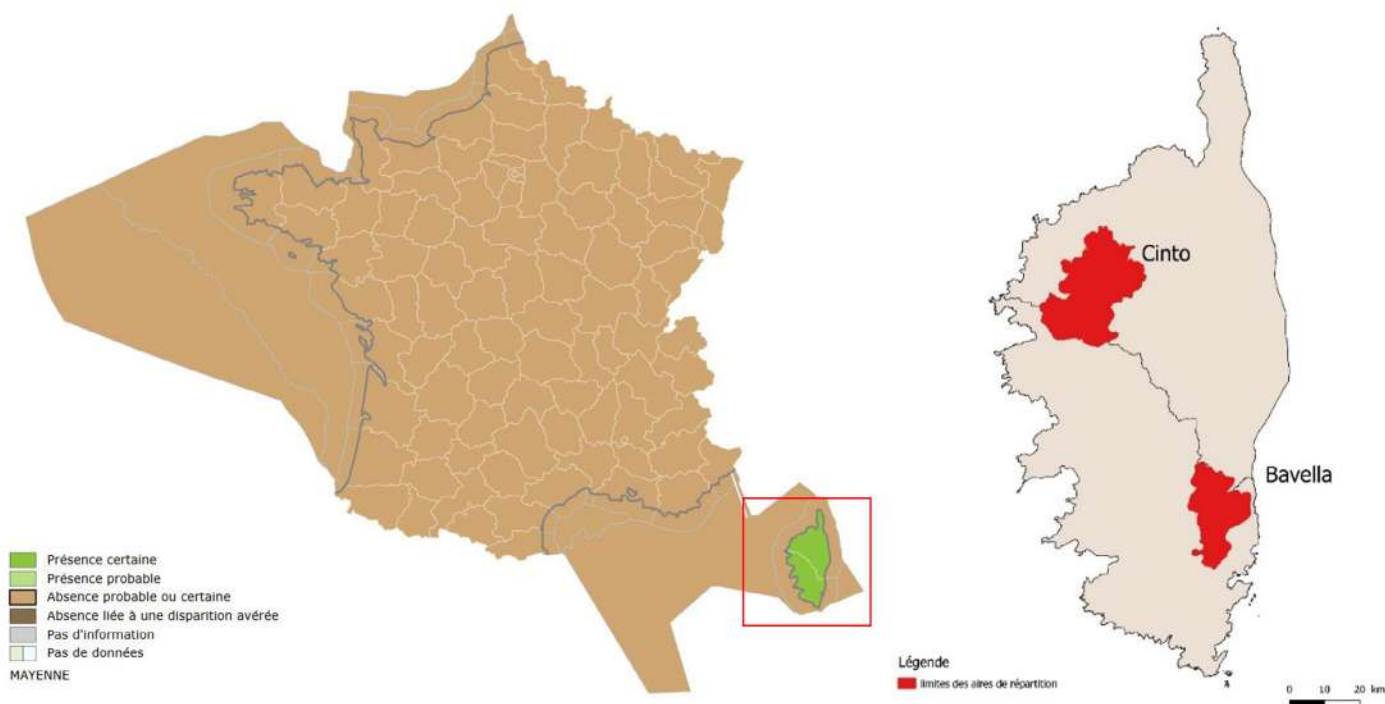 Présence certaine
Présence probable
Absence probable ou certaine
Absence liée à une disparition avérée
Pas d'information
Pas de données
MAYENNE
Cinto
Bavella
Légende
limites des aires de répartition
0 10 20 km